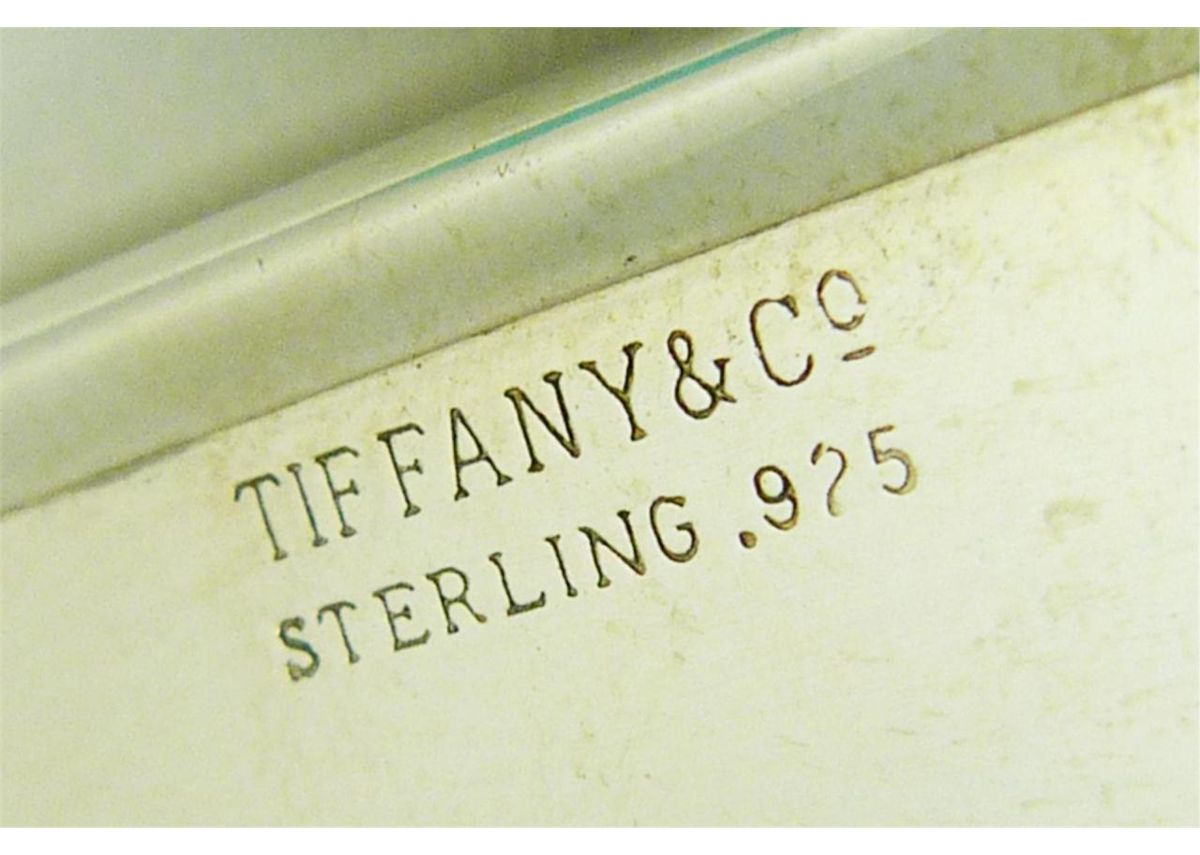 TIFFANY & Cº
STERLING .925